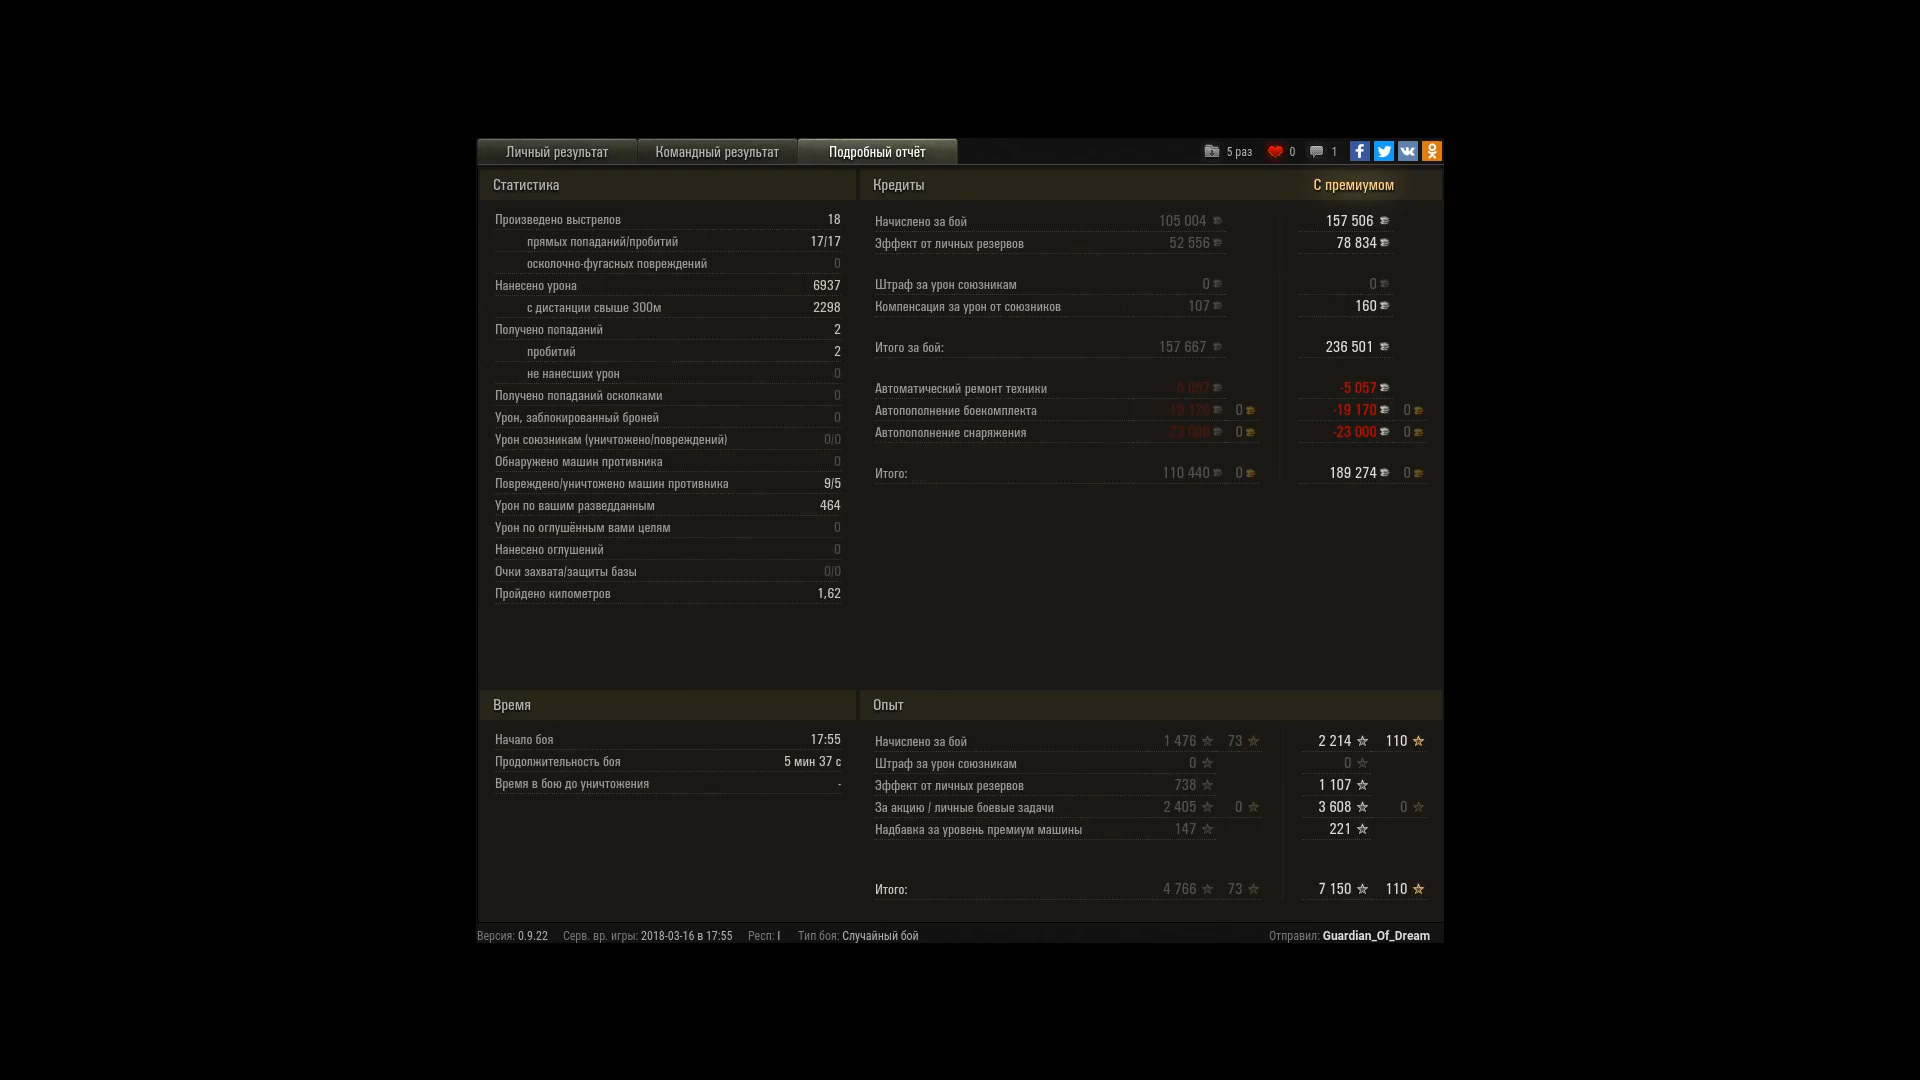 Личный результат Командный результат Подробный отчёт 5 раз 0 1
Статистика
Произведено выстрелов 18
прямых попаданий/пробитий 17/17
осколочно-фугасных повреждений 0
Нанесено урона 6937
с дистанции свыше 300м 2298
Получено попаданий 2
пробитий 2
не нанесших урон 0
Получено попаданий осколками 0
Урон, заблокированный броней 0
Урон союзникам (уничтожено/повреждений) 0/0
Обнаружено машин противника 0
Повреждено/уничтожено машин противника 9/5
Урон по вашим разведданным 464
Урон по оглушённым вами целям 0
Нанесено оглушений 0
Очки захвата/защиты базы 0/0
Пройдено километров 1,62
Кредиты С премиумом
Начислено за бой 105 004 157 506
Эффект от личных резервов 52 556 78 834
Штраф за урон союзникам 0 0
Компенсация за урон от союзников 107 160
Итого за бой: 157 667 236 501
Автоматический ремонт техники -5 057 -5 057
Автопополнение боекомплекта -19 170 0 -19 170 0
Автопополнение снаряжения -23 000 0 -23 000 0
Итого: 110 440 0 189 274 0
Время
Начало боя 17:55
Продолжительность боя 5 мин 37 с
Время в бою до уничтожения -
Опыт
Начислено за бой 1 476 73 2 214 110
Штраф за урон союзникам 0 0
Эффект от личных резервов 738 1 107
За акцию / личные боевые задачи 2 405 0 3 608 0
Надбавка за уровень премиум машины 147 221
Итого: 4 766 73 7 150 110
Версия: 0.9.22 Серв. вр. игры: 2018-03-16 в 17:55 Респ: I Тип боя: Случайный бой Отправил: Guardian_Of_Dream